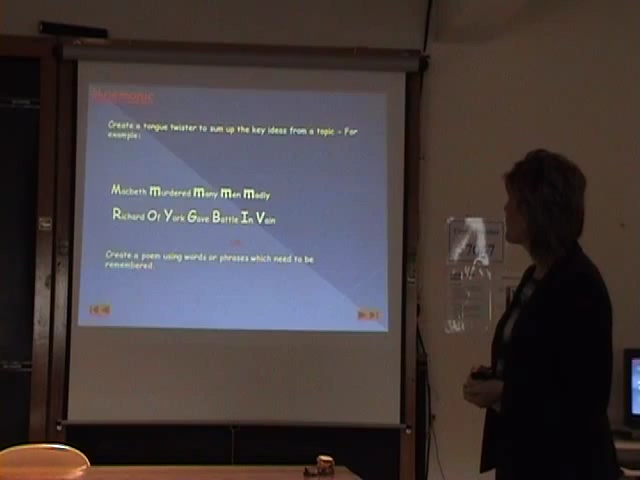 Mnemonic
Create a tongue twister to sum up the key ideas from a topic - For
example:
Macbeth murdered many men madly
Richard Of York Gave Battle In Vain
Create a poem using words or phrases which need to be
remembered.